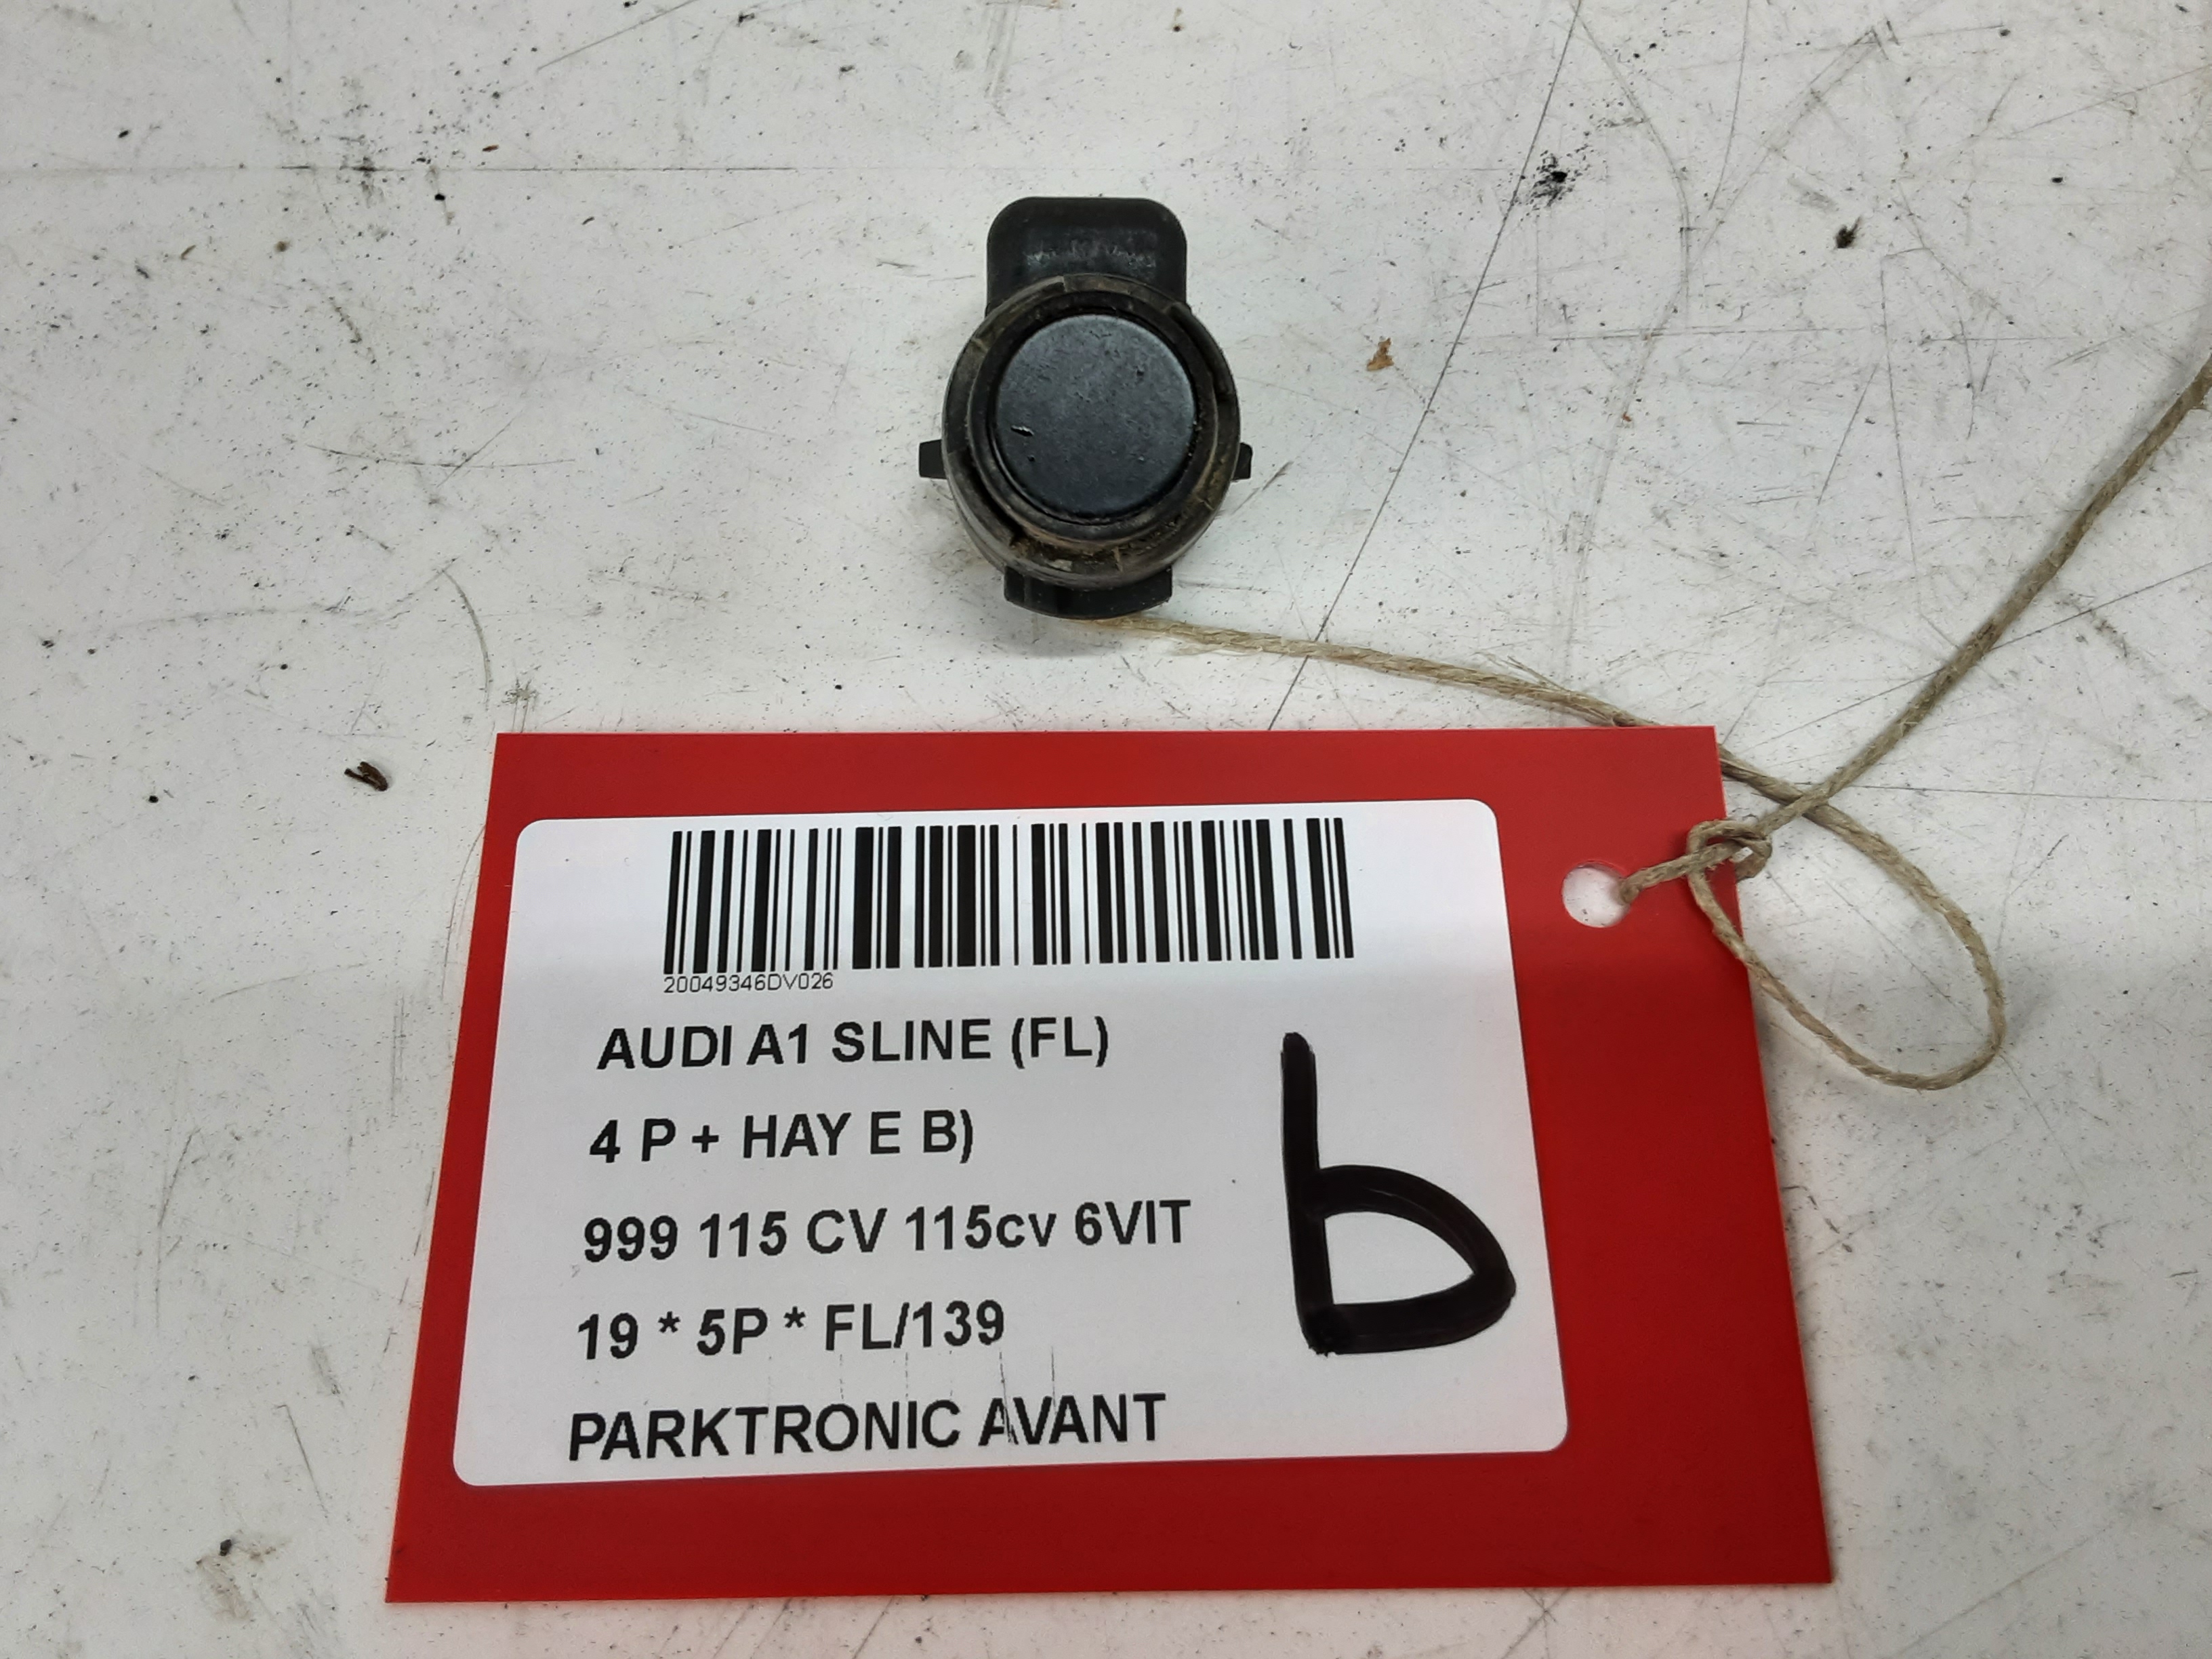 20049346DV026
AUDI A1 SLINE (FL)
4 P + HAY E B)
999 115 CV 115cv 6VIT
19 * 5P * FL/139
PARKTRONIC AVANT
b